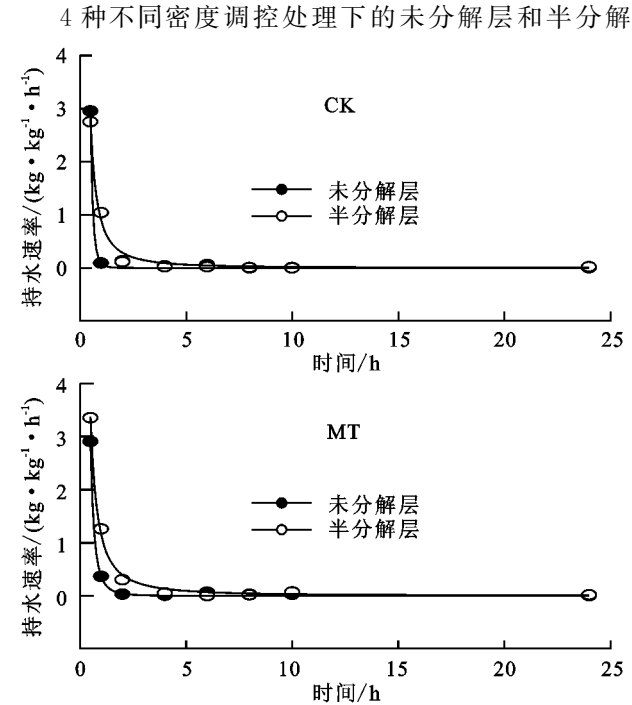 4 种不同密度调控处理下的未分解层和半分解
4
3
2
1
0
持水速率/(kg·kg⁻¹·h⁻¹)
CK
未分解层
半分解层
0 5 10 15 20 25
时间/h
4
3
2
1
0
持水速率/(kg·kg⁻¹·h⁻¹)
MT
未分解层
半分解层
0 5 10 15 20 25
时间/h